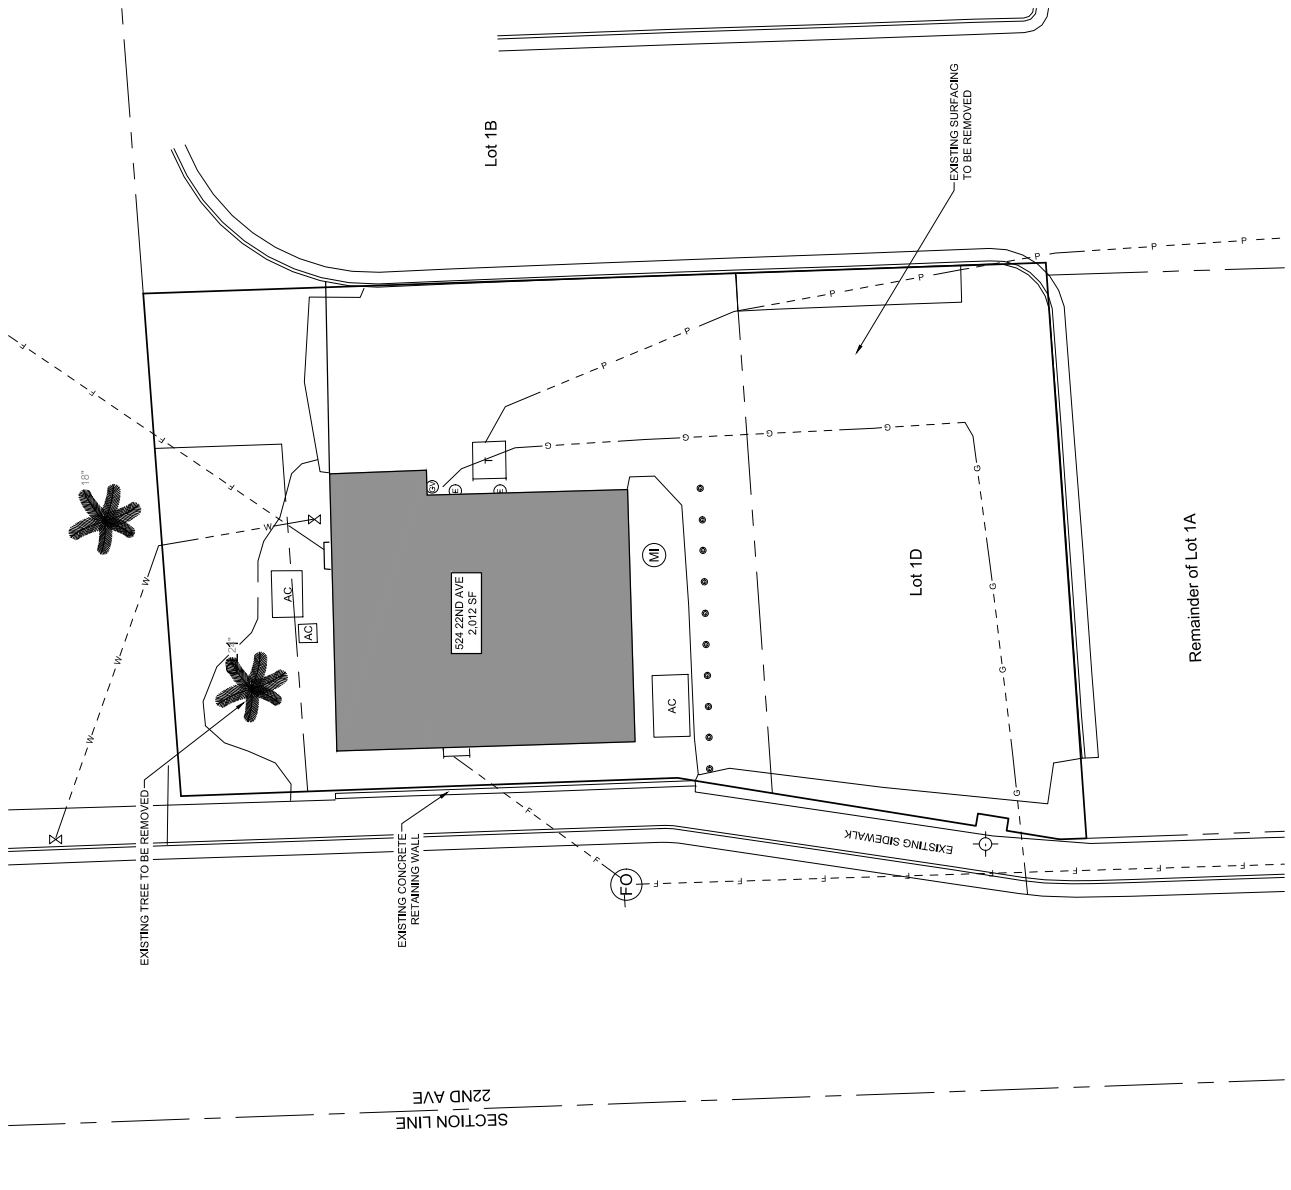 Lot 1B
EXISTING SURFACING
TO BE REMOVED
P
P
P
P
P
P
P
F
F
F
F
18"
W
W
W
W
G
G
G
G
G
G
G
G
T
GM
E
E
MI
AC
AC
AC
524 22ND AVE
2,012 SF
21"
Lot 1D
Remainder of Lot 1A
EXISTING TREE TO BE REMOVED
EXISTING CONCRETE
RETAINING WALL
EXISTING SIDEWALK
F
F
FO
F
F
F
F
F
F
F
F
22ND AVE
SECTION LINE